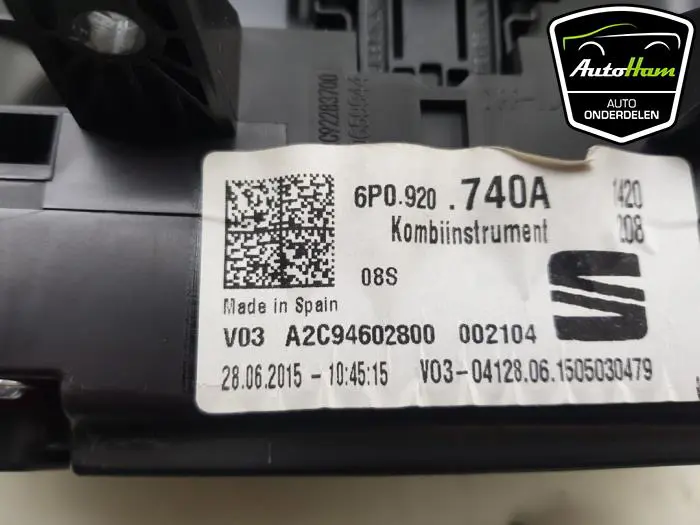 AutoHam
AUTO
ONDERDELEN
6P0.920 .740A 1420
Kombiinstrument 208
08S
Made in Spain
V03 A2C94602800 002104
28.06.2015 - 10:45:15 V03-04128.06.1505030479